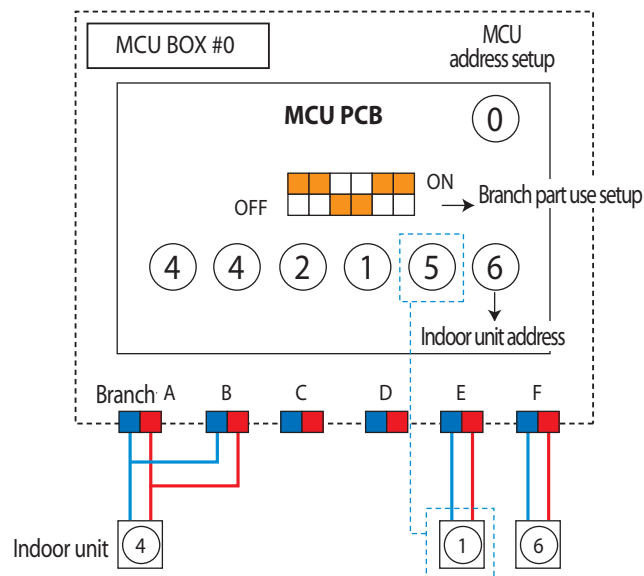 MCU BOX #0
MCU
address setup
MCU PCB
0
ON
OFF
Branch part use setup
4 4 2 1 5 6
Indoor unit address
Branch A B C D E F
Indoor unit 4 1 6